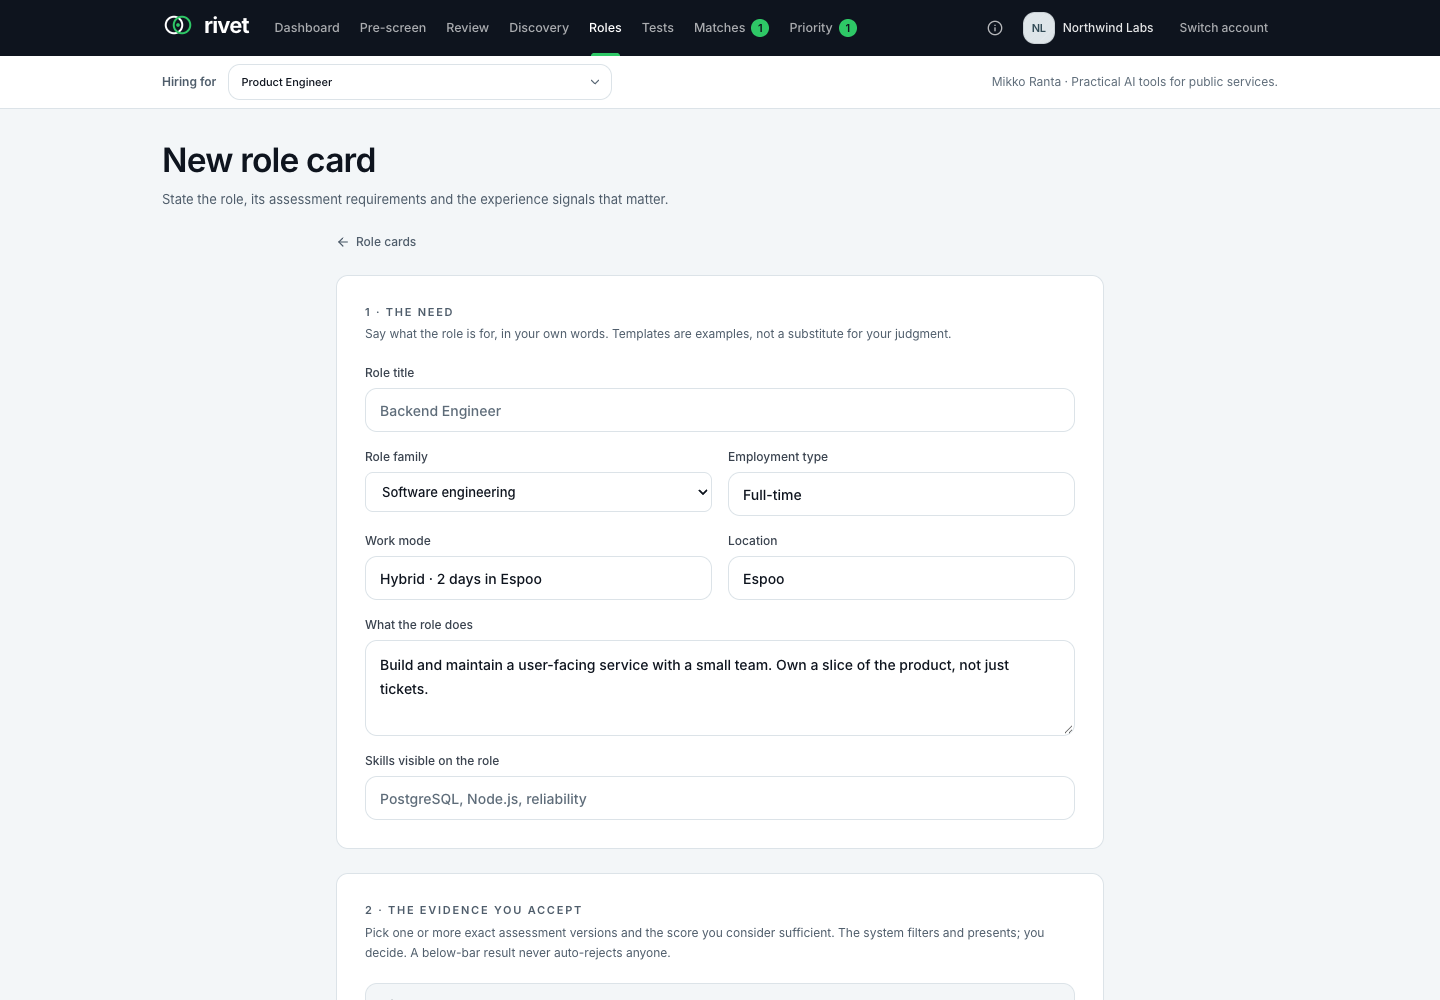 rivet
Dashboard
Pre-screen
Review
Discovery
Roles
Tests
Matches 1
Priority 1
NL
Northwind Labs
Switch account
Hiring for
Product Engineer
Mikko Ranta · Practical AI tools for public services.
New role card
State the role, its assessment requirements and the experience signals that matter.
Role cards
1 · THE NEED
Say what the role is for, in your own words. Templates are examples, not a substitute for your judgment.
Role title
Backend Engineer
Role family
Employment type
Software engineering
Full-time
Work mode
Location
Hybrid · 2 days in Espoo
Espoo
What the role does
Build and maintain a user-facing service with a small team. Own a slice of the product, not just
tickets.
Skills visible on the role
PostgreSQL, Node.js, reliability
2 · THE EVIDENCE YOU ACCEPT
Pick one or more exact assessment versions and the score you consider sufficient. The system filters and presents; you
decide. A below-bar result never auto-rejects anyone.